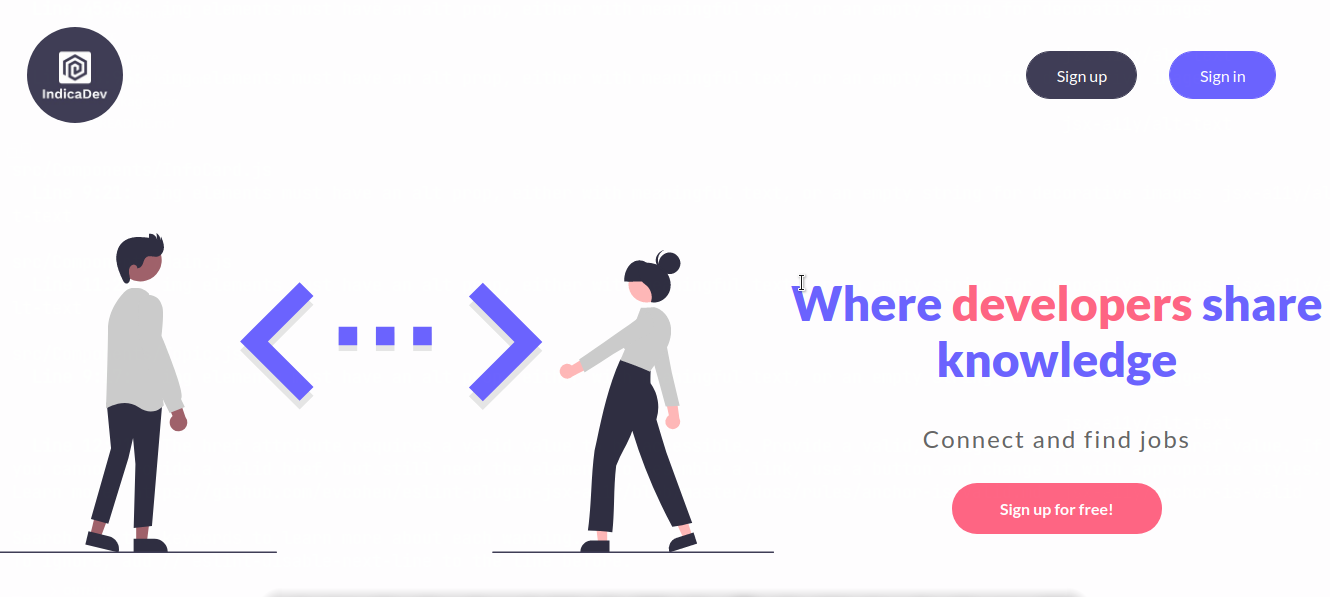 IndicaDev
Sign up
Sign in
Where developers share
knowledge
Connect and find jobs
Sign up for free!